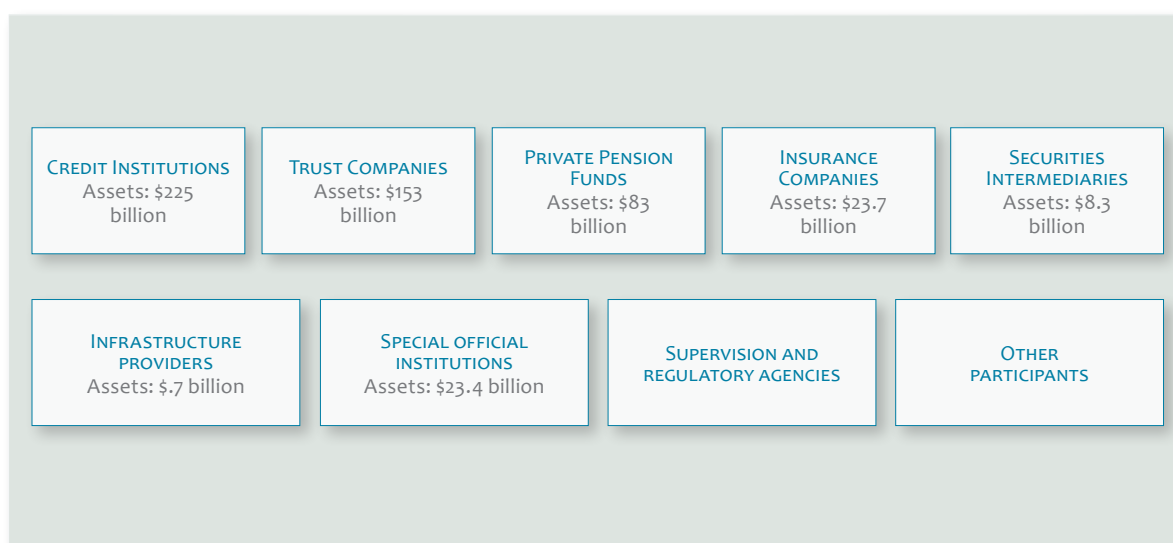 Credit Institutions
Assets: $225
billion
Trust Companies
Assets: $153
billion
Private Pension
Funds
Assets: $83
billion
Insurance
Companies
Assets: $23.7
billion
Securities
Intermediaries
Assets: $8.3
billion
Infrastructure
providers
Assets: $.7 billion
Special official
institutions
Assets: $23.4 billion
Supervision and
regulatory agencies
Other
participants